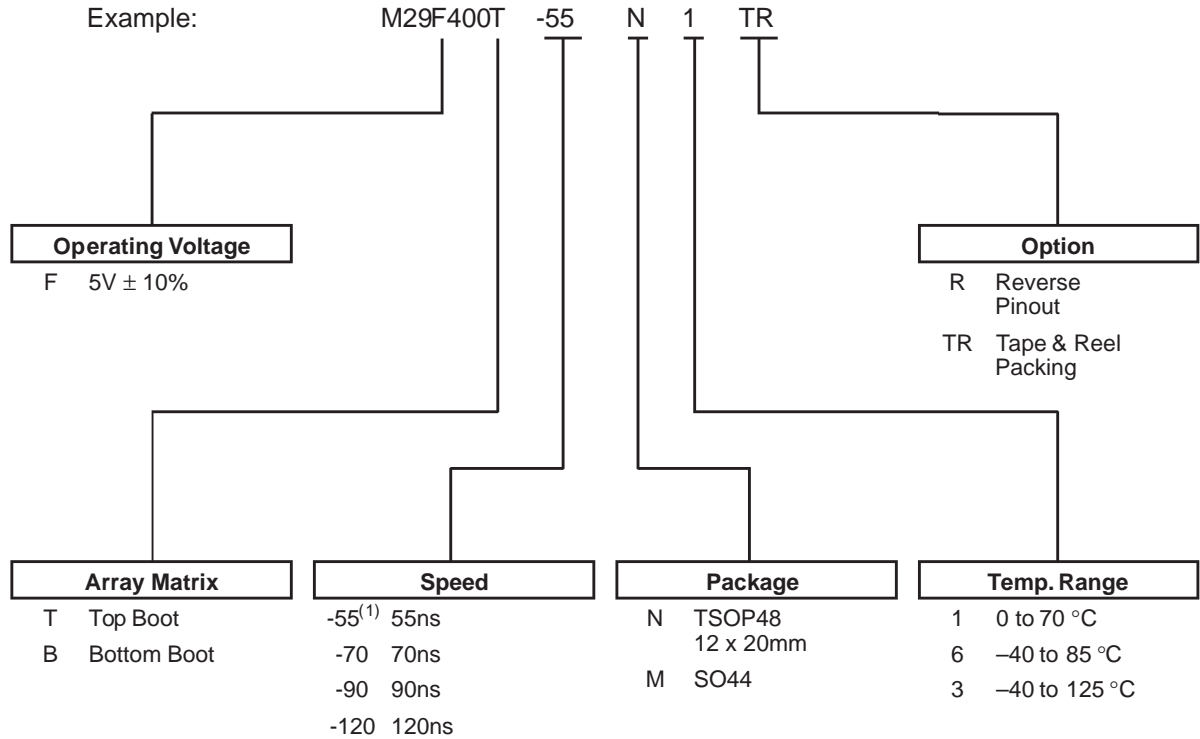 Example: M29F400T -55 N 1 TR
Operating Voltage
F 5V ± 10%
Option
R Reverse
Pinout
TR Tape & Reel
Packing
Array Matrix
T Top Boot
B Bottom Boot
Speed
-55(1) 55ns
-70 70ns
-90 90ns
-120 120ns
Package
N TSOP48
12 x 20mm
M SO44
Temp. Range
1 0 to 70 °C
6 –40 to 85 °C
3 –40 to 125 °C